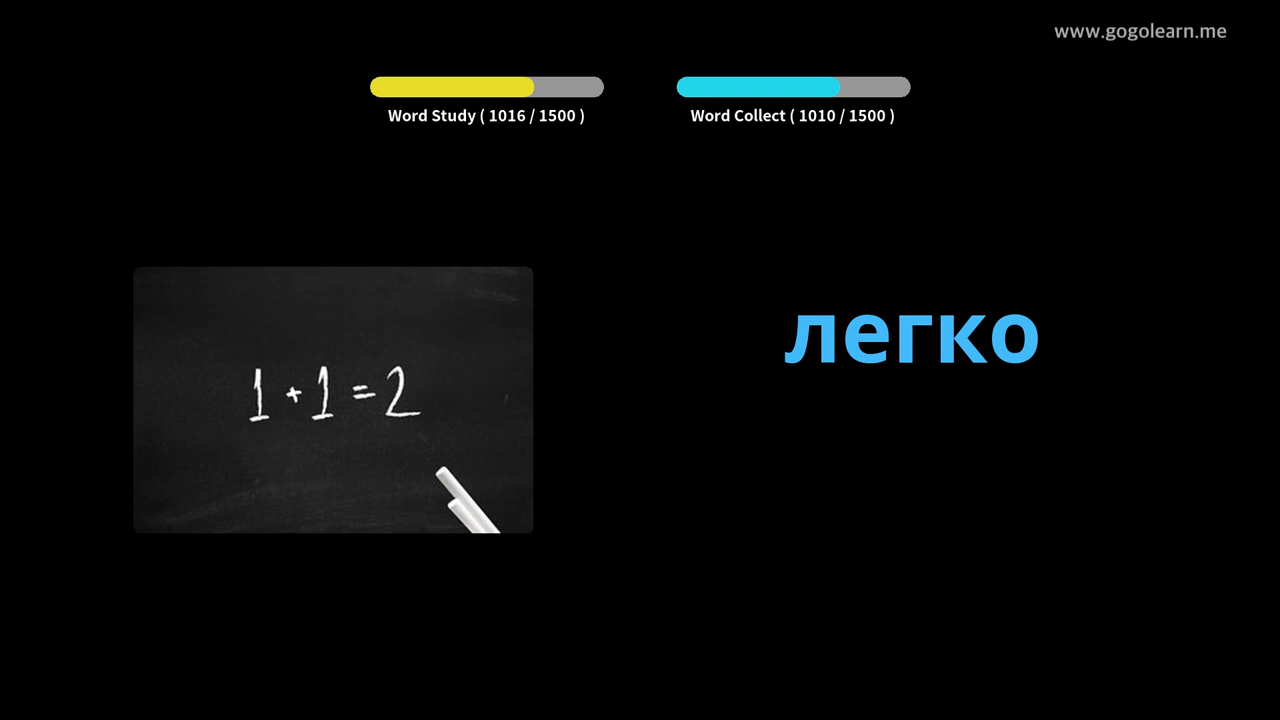 www.gogolearn.me
Word Study ( 1016 / 1500 )
Word Collect ( 1010 / 1500 )
легко
1 + 1 = 2